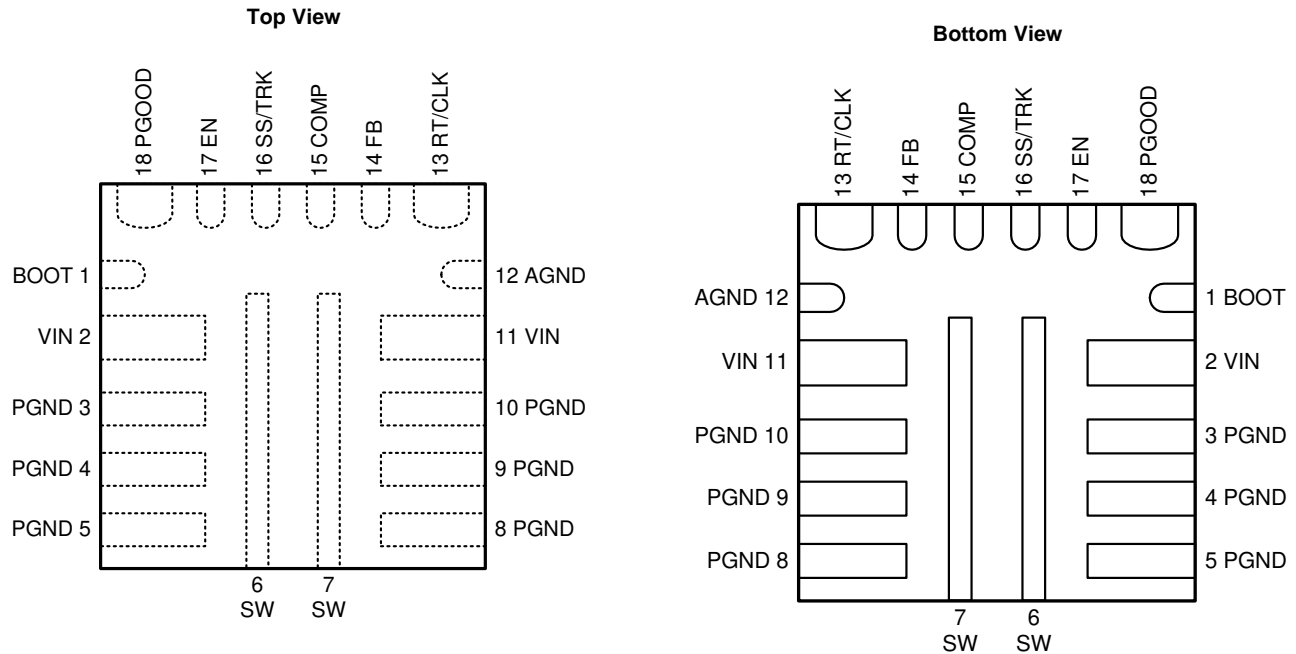 Top View
18 PGOOD
17 EN
16 SS/TRK
15 COMP
14 FB
13 RT/CLK
BOOT 1
12 AGND
VIN 2
11 VIN
PGND 3
10 PGND
PGND 4
9 PGND
PGND 5
8 PGND
6
SW
7
SW
Bottom View
13 RT/CLK
14 FB
15 COMP
16 SS/TRK
17 EN
18 PGOOD
AGND 12
1 BOOT
VIN 11
2 VIN
PGND 10
3 PGND
PGND 9
4 PGND
PGND 8
5 PGND
7
SW
6
SW